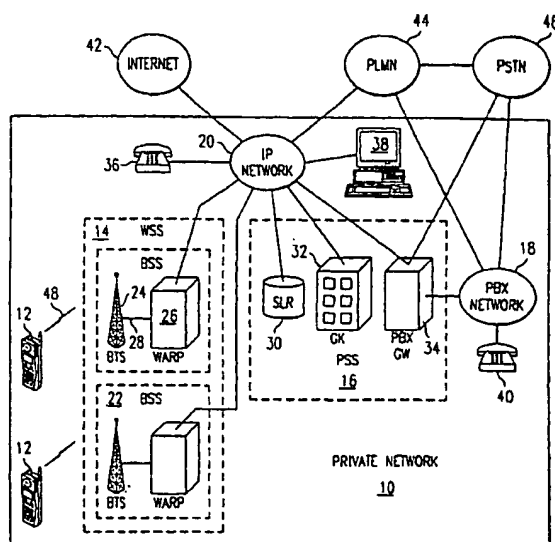 42
INTERNET
44
PLMN
46
PSTN
20
IP
NETWORK
36
38
14
WSS
BSS
24
26
28
BTS
WARP
48
12
22
BSS
BTS
WARP
12
32
SLR
30
GK
PBX
GW
34
PSS
16
18
PBX
NETWORK
40
PRIVATE NETWORK
10